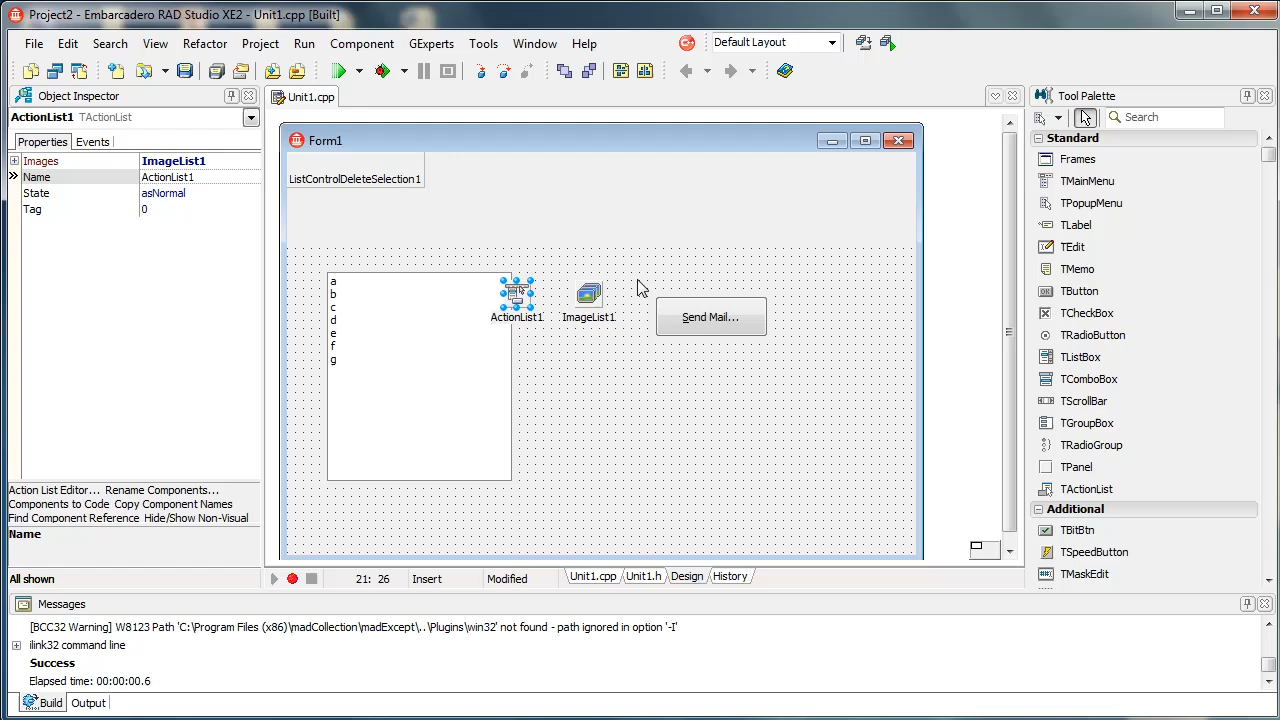 Project2 - Embarcadero RAD Studio XE2 - Unit1.cpp [Built]
File Edit Search View Refactor Project Run Component GExperts Tools Window Help
Default Layout
Object Inspector
ActionList1 TActionList
Properties Events
Images ImageList1
Name ActionList1
State asNormal
Tag 0
Action List Editor... Rename Components...
Components to Code Copy Component Names
Find Component Reference Hide/Show Non-Visual
Name
All shown
Unit1.cpp
Form1
ListControlDeleteSelection1
a
b
c
d
e
f
g
ActionList1
ImageList1
Send Mail...
21: 26 Insert Modified
Unit1.cpp Unit1.h Design History
Tool Palette
Search
Standard
Frames
TMainMenu
TPopupMenu
TLabel
TEdit
TMemo
TButton
TCheckBox
TRadioButton
TListBox
TComboBox
TScrollBar
TGroupBox
TRadioGroup
TPanel
TActionList
Additional
TBitBtn
TSpeedButton
TMaskEdit
Messages
[BCC32 Warning] W8123 Path 'C:\Program Files (x86)\madCollection\madExcept\..\Plugins\win32' not found - path ignored in option '-I'
ilink32 command line
Success
Elapsed time: 00:00:00.6
Build Output